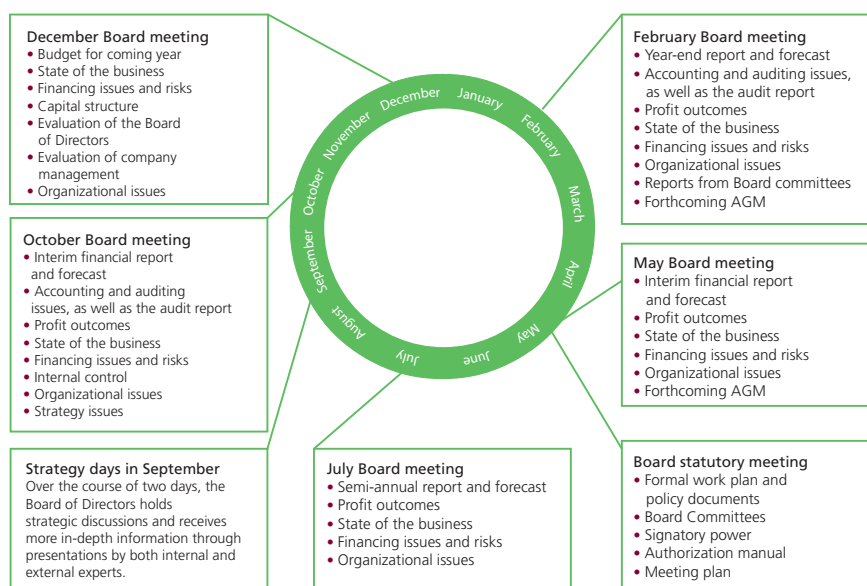 December Board meeting
• Budget for coming year
• State of the business
• Financing issues and risks
• Capital structure
• Evaluation of the Board
of Directors
• Evaluation of company
management
• Organizational issues
October Board meeting
• Interim financial report
and forecast
• Accounting and auditing
issues, as well as the audit report
• Profit outcomes
• State of the business
• Financing issues and risks
• Internal control
• Organizational issues
• Strategy issues
Strategy days in September
Over the course of two days, the
Board of Directors holds
strategic discussions and receives
more in-depth information through
presentations by both internal and
external experts.
January
February
March
April
May
June
July
August
September
October
November
December
July Board meeting
• Semi-annual report and forecast
• Profit outcomes
• State of the business
• Financing issues and risks
• Organizational issues
February Board meeting
• Year-end report and forecast
• Accounting and auditing issues,
as well as the audit report
• Profit outcomes
• State of the business
• Financing issues and risks
• Organizational issues
• Reports from Board committees
• Forthcoming AGM
May Board meeting
• Interim financial report
and forecast
• Profit outcomes
• State of the business
• Financing issues and risks
• Organizational issues
• Forthcoming AGM
Board statutory meeting
• Formal work plan and
policy documents
• Board Committees
• Signatory power
• Authorization manual
• Meeting plan